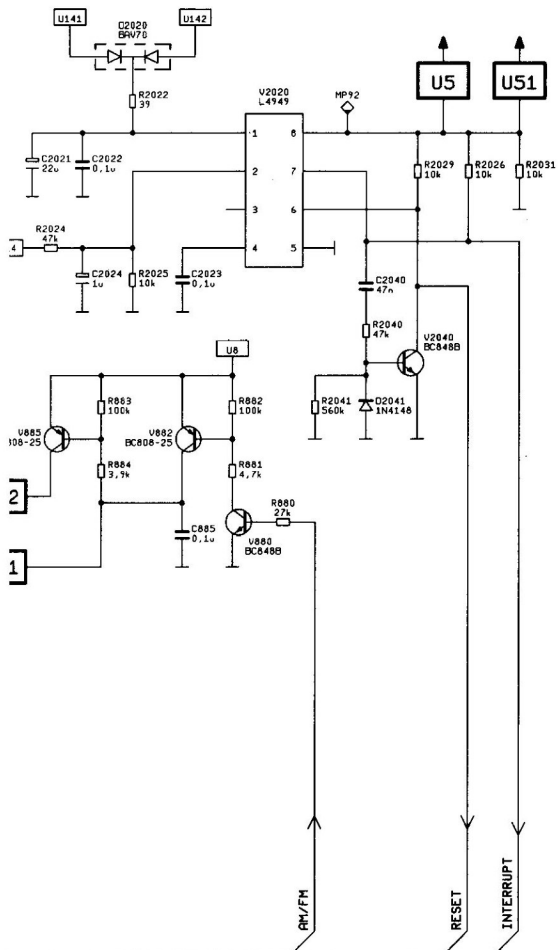 U141
U142
D2020
BAV70
R2022
39
V2020
L4949
MP92
U5
U51
1
8
2
7
3
6
4
5
C2021
22u
C2022
0,1u
R2029
10k
R2026
10k
R2031
10k
R2024
47k
4
C2024
1u
R2025
10k
C2023
0,1u
C2040
47n
R2040
47k
V2040
BC848B
R2041
560k
D2041
1N4148
U8
R883
100k
R882
100k
V885
808-25
V882
BC808-25
R884
3,9k
R881
4,7k
2
R880
27k
C885
0,1u
V880
BC848B
1
AM/FM
RESET
INTERRUPT